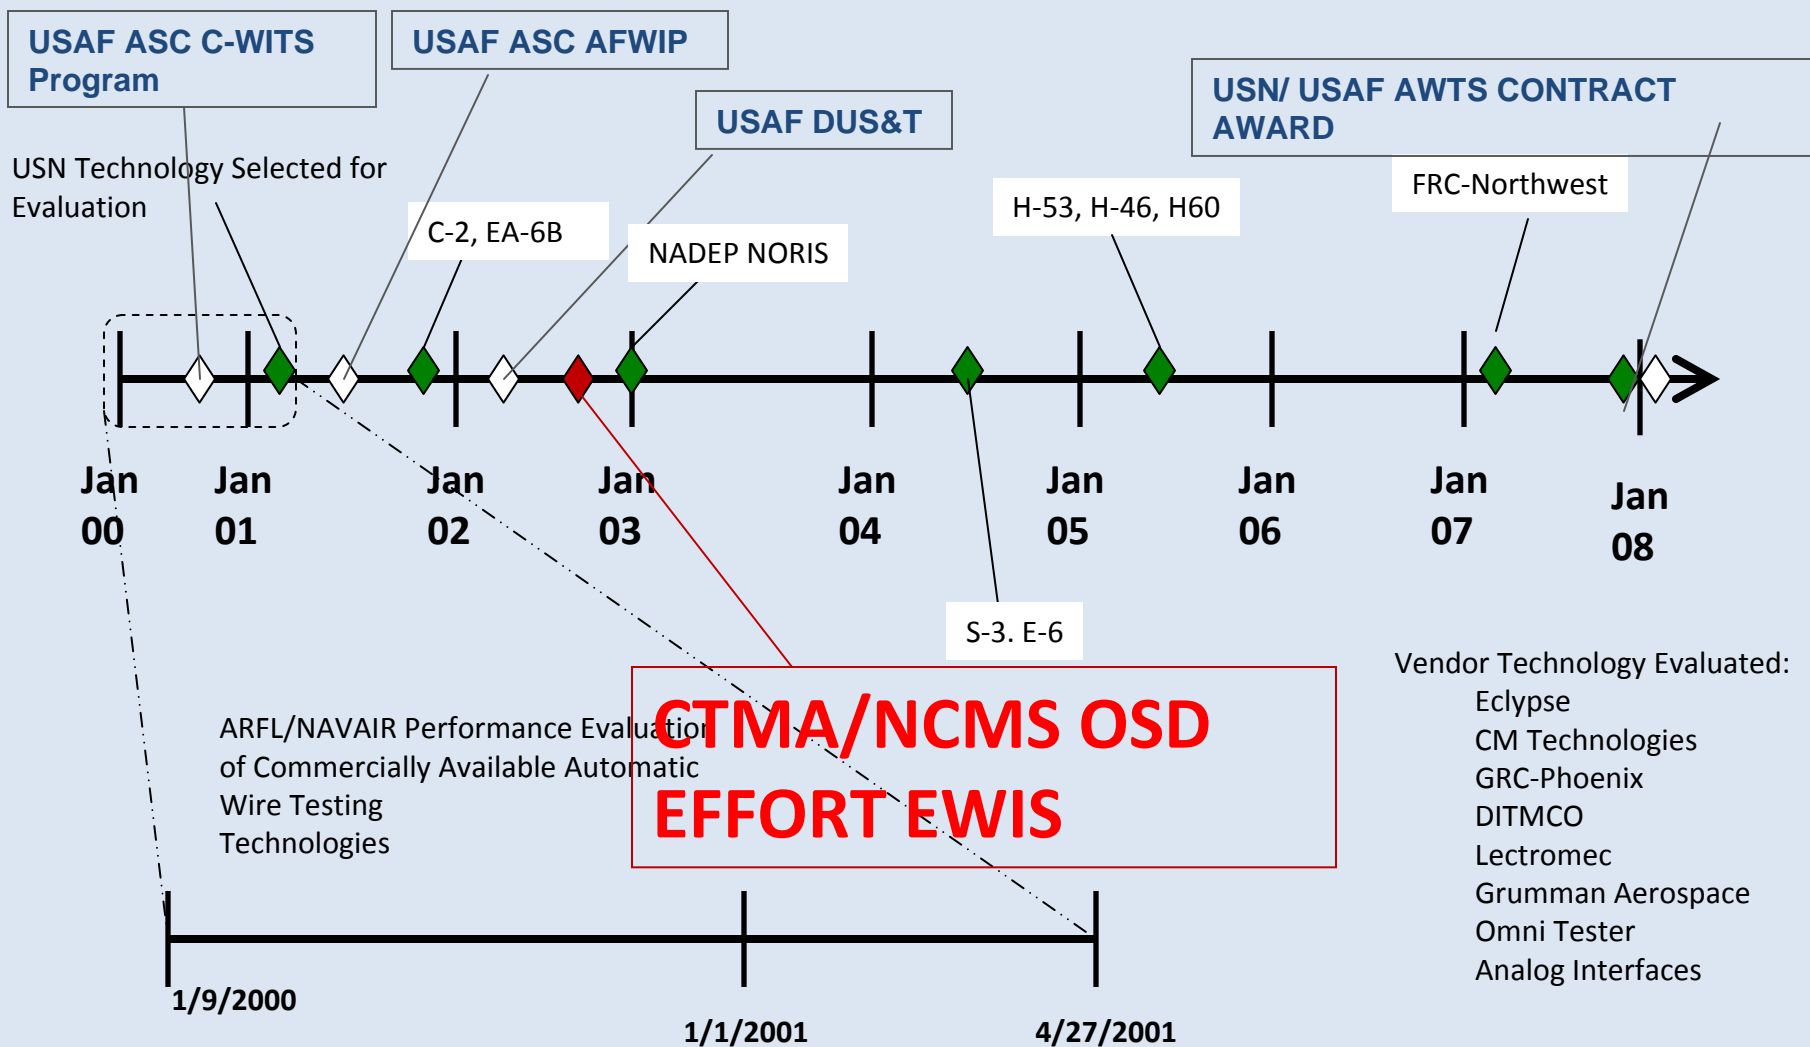 USAF ASC C-WITS
Program
USAF ASC AFWIP
USAF DUS&T
USN/ USAF AWTS CONTRACT
AWARD
USN Technology Selected for
Evaluation
C-2, EA-6B
NADEP NORIS
H-53, H-46, H60
FRC-Northwest
Jan
00
Jan
01
Jan
02
Jan
03
Jan
04
Jan
05
Jan
06
Jan
07
Jan
08
S-3. E-6
CTMA/NCMS OSD
EFFORT EWIS
ARFL/NAVAIR Performance Evaluation
of Commercially Available Automatic
Wire Testing
Technologies
Vendor Technology Evaluated:
Eclypse
CM Technologies
GRC-Phoenix
DITMCO
Lectromec
Grumman Aerospace
Omni Tester
Analog Interfaces
1/9/2000
1/1/2001
4/27/2001